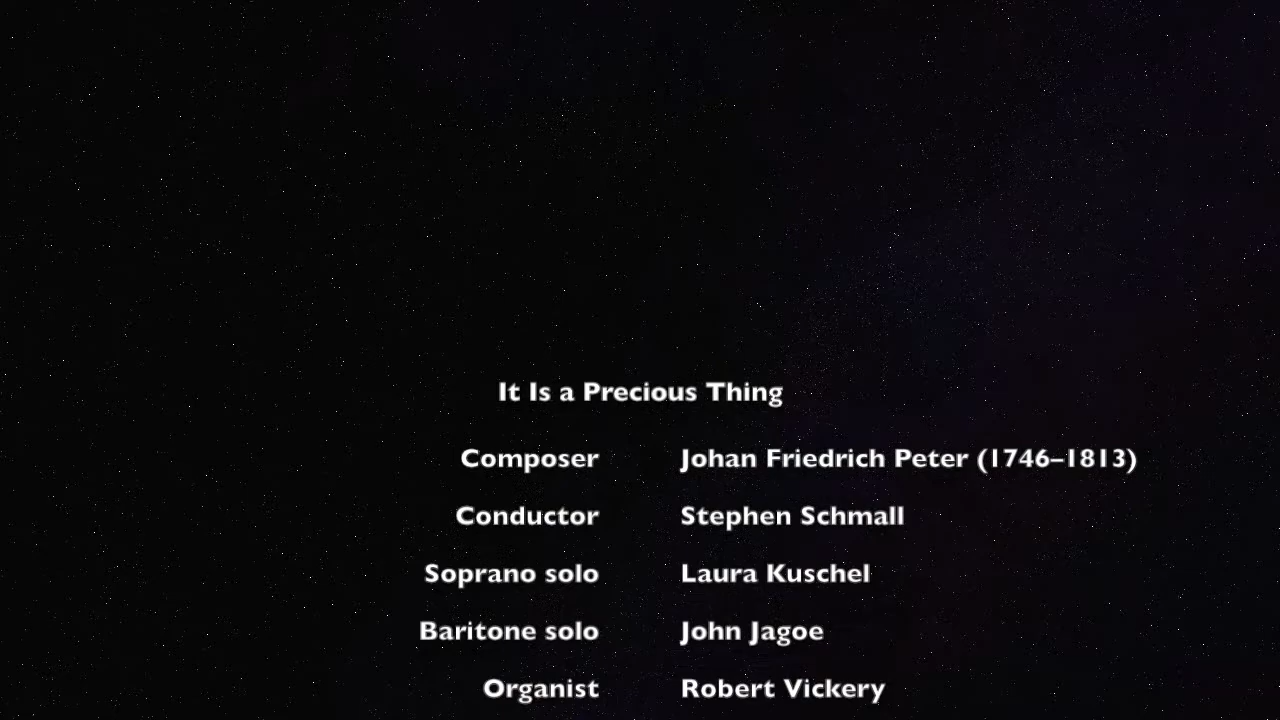 It Is a Precious Thing
Composer Johan Friedrich Peter (1746–1813)
Conductor Stephen Schmall
Soprano solo Laura Kuschel
Baritone solo John Jagoe
Organist Robert Vickery